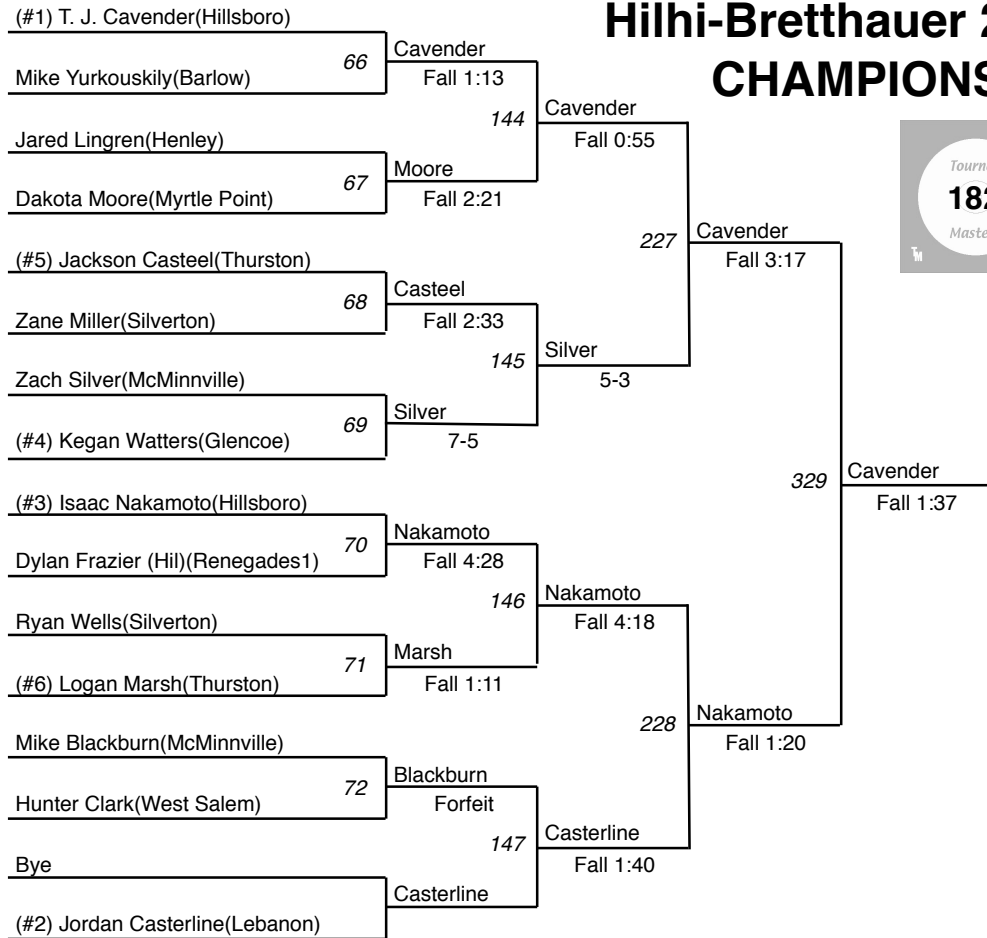 Hilhi-Bretthauer
CHAMPIONS
182
(#1) T. J. Cavender(Hillsboro)
66
Cavender
Fall 1:13
Mike Yurkouskily(Barlow)
144
Cavender
Fall 0:55
Jared Lingren(Henley)
67
Moore
Fall 2:21
Dakota Moore(Myrtle Point)
227
Cavender
Fall 3:17
(#5) Jackson Casteel(Thurston)
68
Casteel
Fall 2:33
Zane Miller(Silverton)
145
Silver
5-3
Zach Silver(McMinnville)
69
Silver
7-5
(#4) Kegan Watters(Glencoe)
329
Cavender
Fall 1:37
(#3) Isaac Nakamoto(Hillsboro)
70
Nakamoto
Fall 4:28
Dylan Frazier (Hil)(Renegades1)
146
Nakamoto
Fall 4:18
Ryan Wells(Silverton)
71
Marsh
Fall 1:11
(#6) Logan Marsh(Thurston)
228
Nakamoto
Fall 1:20
Mike Blackburn(McMinnville)
72
Blackburn
Forfeit
Hunter Clark(West Salem)
147
Casterline
Fall 1:40
Bye
Casterline
(#2) Jordan Casterline(Lebanon)